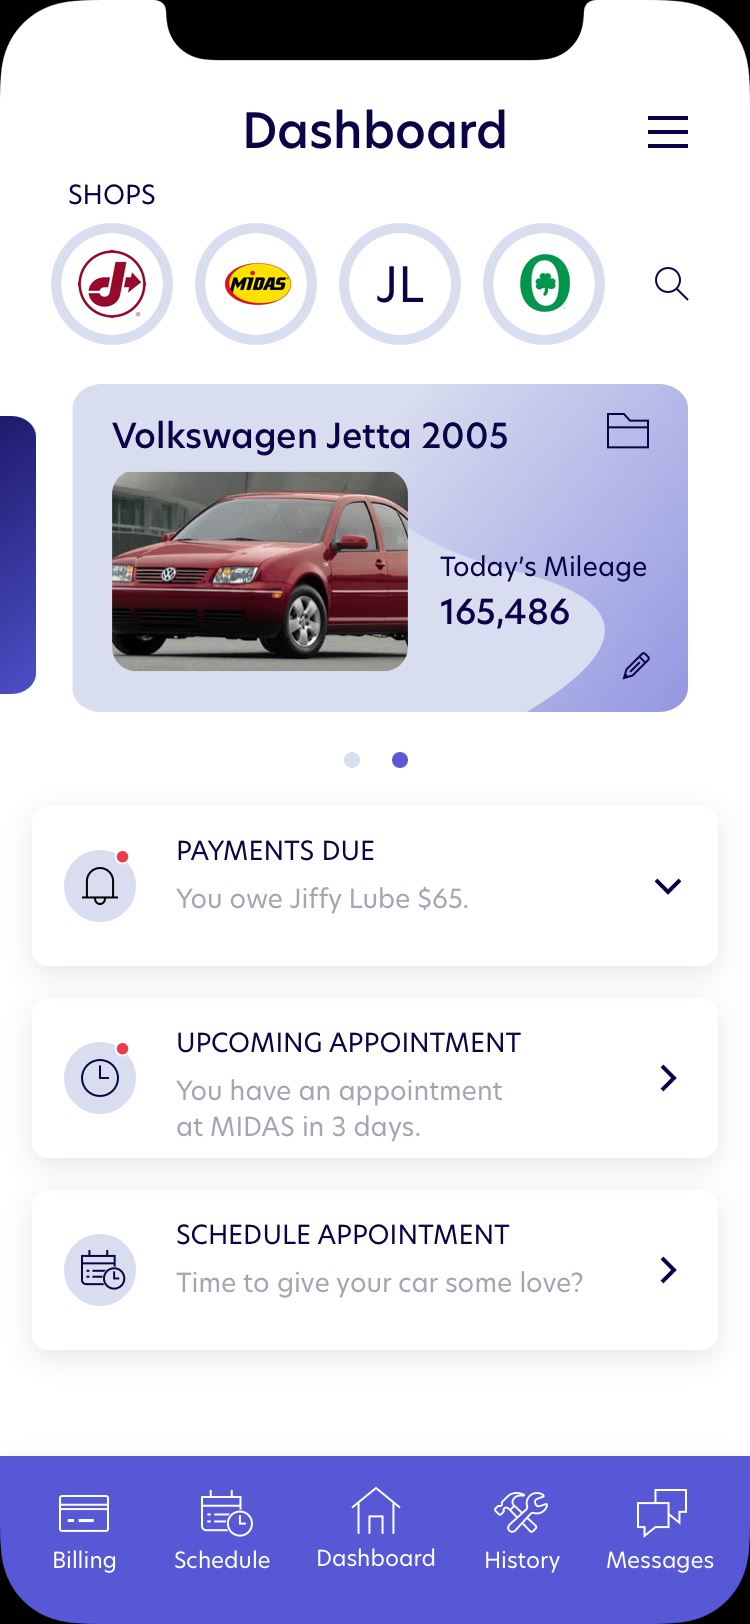 Dashboard
SHOPS
MIDAS
JL
Volkswagen Jetta 2005
Today's Mileage
165,486
PAYMENTS DUE
You owe Jiffy Lube $65.
UPCOMING APPOINTMENT
You have an appointment
at MIDAS in 3 days.
SCHEDULE APPOINTMENT
Time to give your car some love?
Billing
Schedule
Dashboard
History
Messages